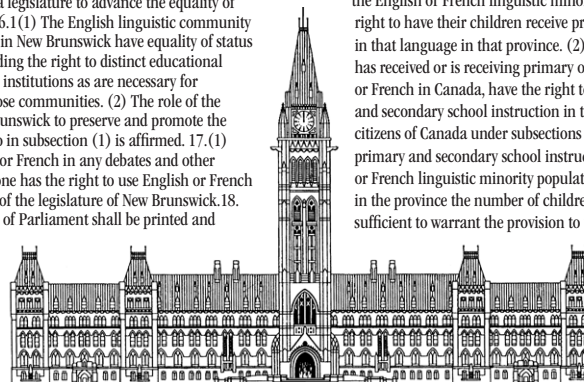 a legislature to advance the equality of
6.1(1) The English linguistic community
in New Brunswick have equality of status
ding the right to distinct educational
institutions as are necessary for
ose communities. (2) The role of the
unswick to preserve and promote the
o in subsection (1) is affirmed. 17.(1)
or French in any debates and other
one has the right to use English or French
of the legislature of New Brunswick.18.
of Parliament shall be printed and
the English or French linguistic mino
right to have their children receive pr
in that language in that province. (2)
has received or is receiving primary o
or French in Canada, have the right to
and secondary school instruction in t
citizens of Canada under subsections
primary and secondary school instruc
or French linguistic minority populat
in the province the number of childre
sufficient to warrant the provision to